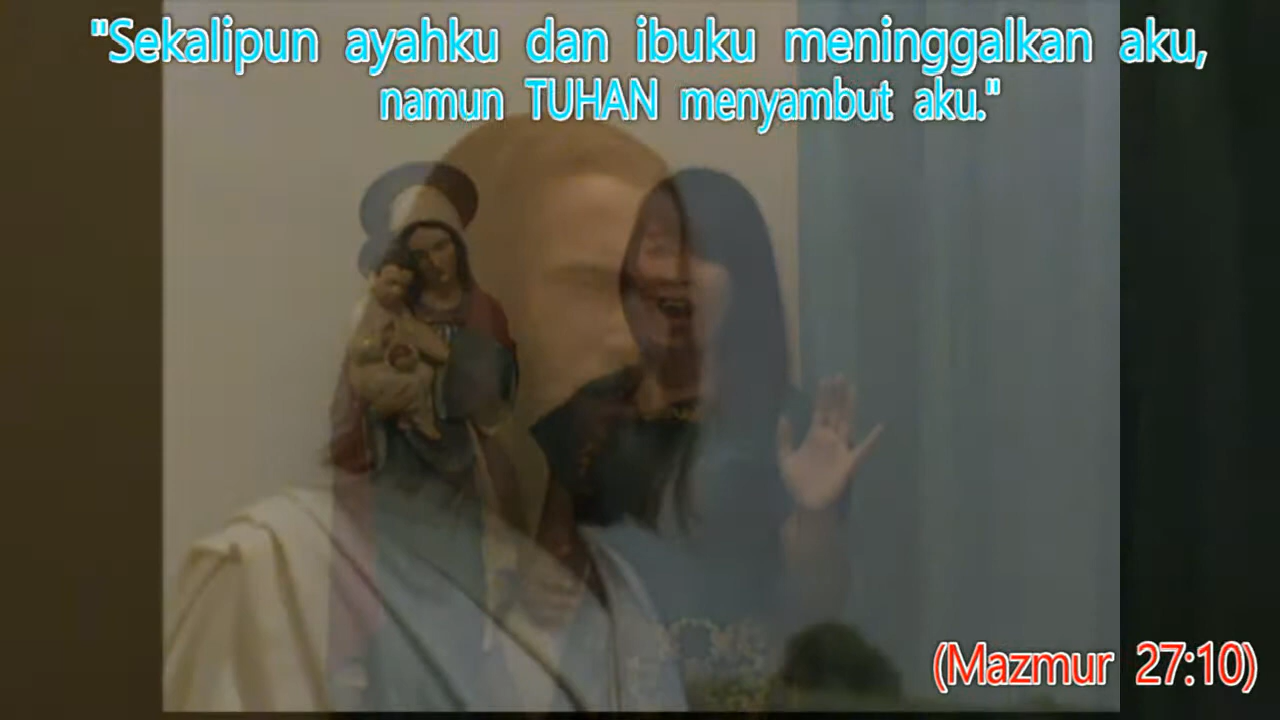 "Sekalipun ayahku dan ibuku meninggalkan aku,
namun TUHAN menyambut aku."
(Mazmur 27:10)